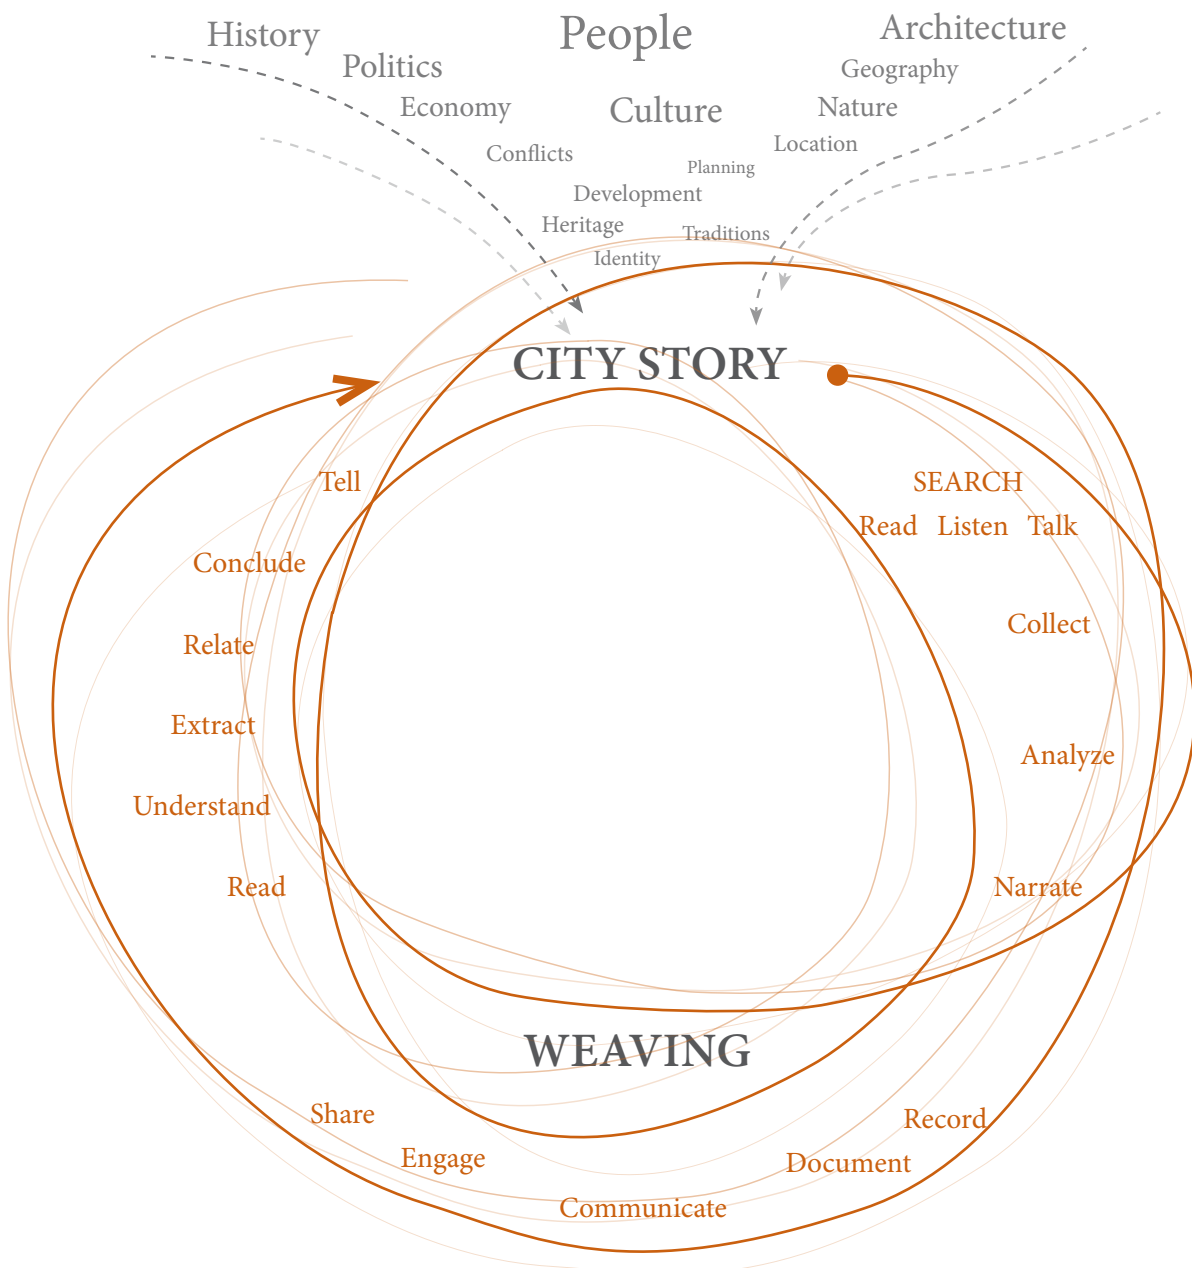 History
People
Architecture
Politics
Geography
Economy
Culture
Nature
Conflicts
Location
Planning
Development
Heritage
Traditions
Identity
CITY STORY
Tell
SEARCH
Read Listen Talk
Conclude
Collect
Relate
Extract
Analyze
Understand
Read
Narrate
WEAVING
Share
Record
Engage
Document
Communicate